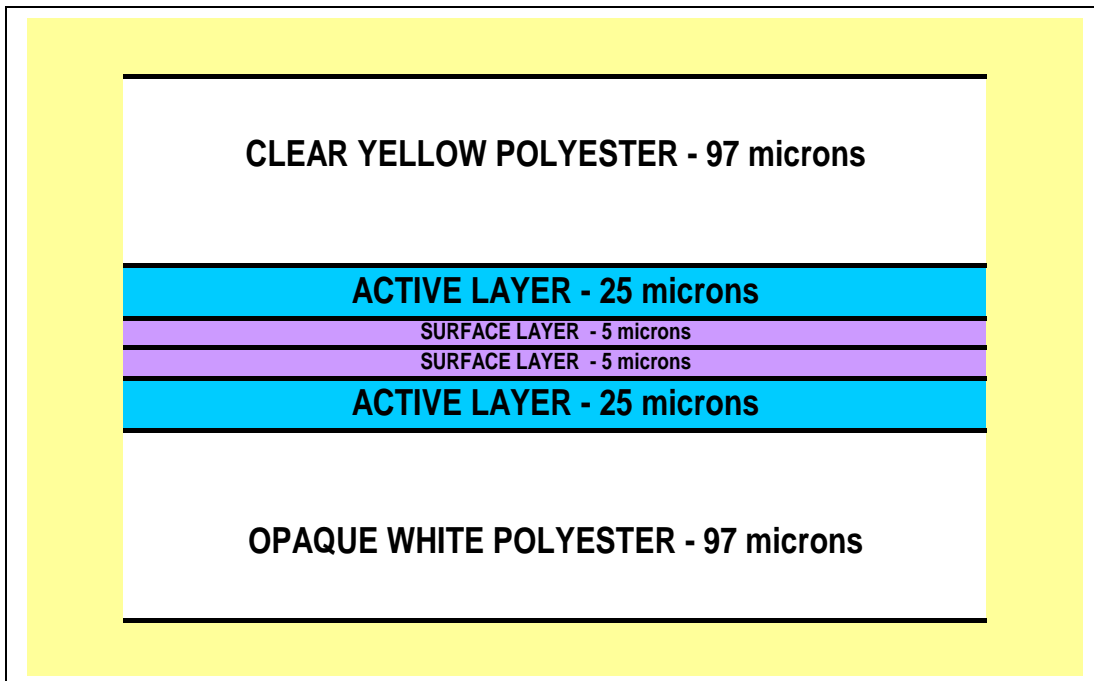 CLEAR YELLOW POLYESTER - 97 microns
ACTIVE LAYER - 25 microns
SURFACE LAYER - 5 microns
SURFACE LAYER - 5 microns
ACTIVE LAYER - 25 microns
OPAQUE WHITE POLYESTER - 97 microns